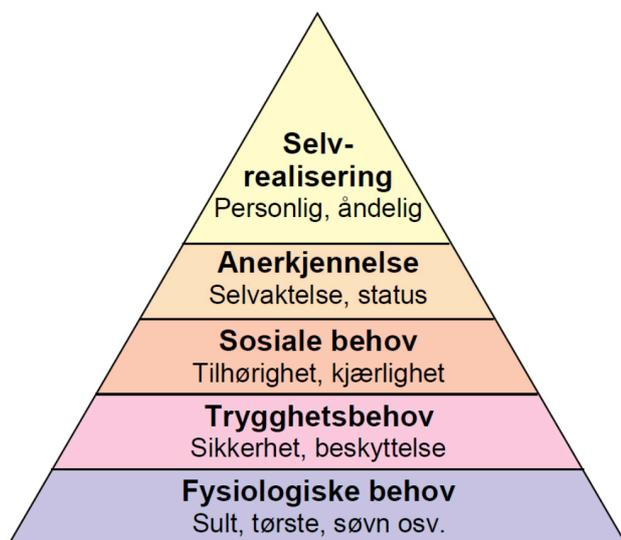 Selv-
realisering
Personlig, åndelig
Anerkjennelse
Selvaktelse, status
Sosiale behov
Tilhørighet, kjærlighet
Trygghetsbehov
Sikkerhet, beskyttelse
Fysiologiske behov
Sult, tørste, søvn osv.